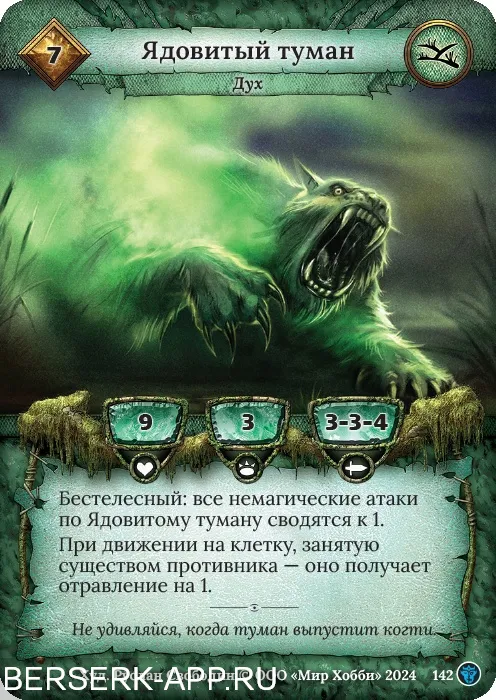 7
Ядовитый туман
Дух
9
3
3-3-4
Бестелесный: все немагические атаки
по Ядовитому туману сводятся к 1.
При движении на клетку, занятую
существом противника — оно получает
отравление на 1.
Не удивляйся, когда туман выпустит когти.
ООО «Мир Хобби» 2024 142
BERSERK-APP.RU